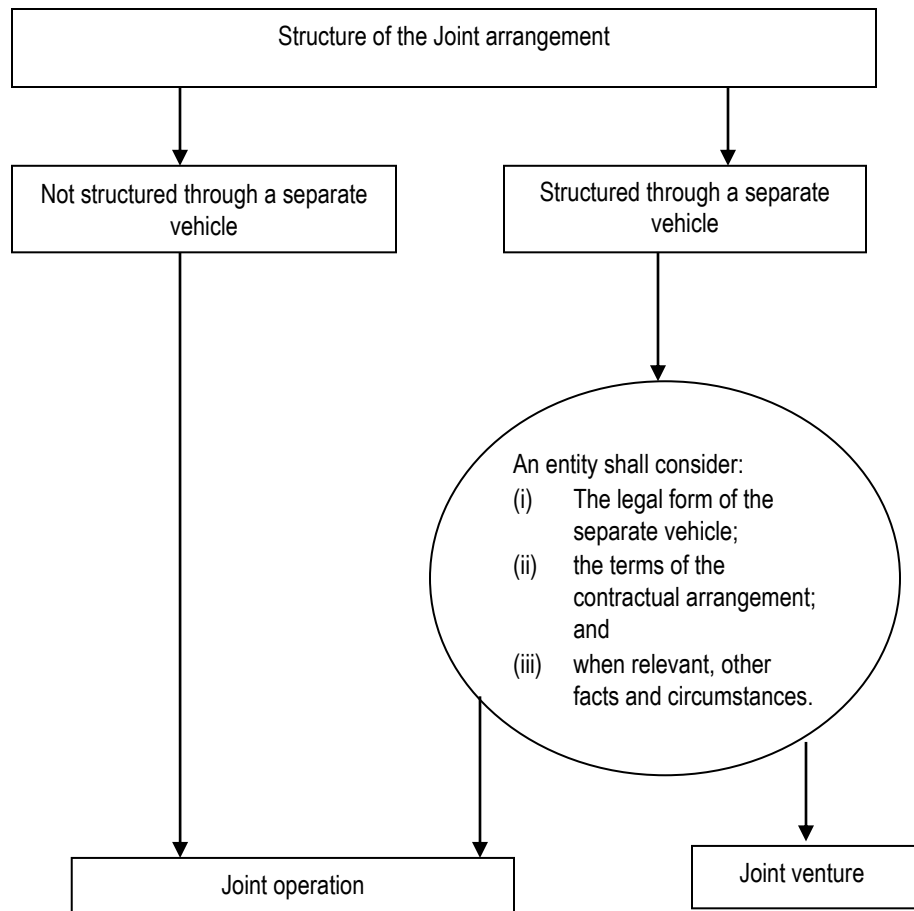 Structure of the Joint arrangement
Not structured through a separate
vehicle
Structured through a separate
vehicle
An entity shall consider:
(i) The legal form of the
separate vehicle;
(ii) the terms of the
contractual arrangement;
and
(iii) when relevant, other
facts and circumstances.
Joint operation
Joint venture